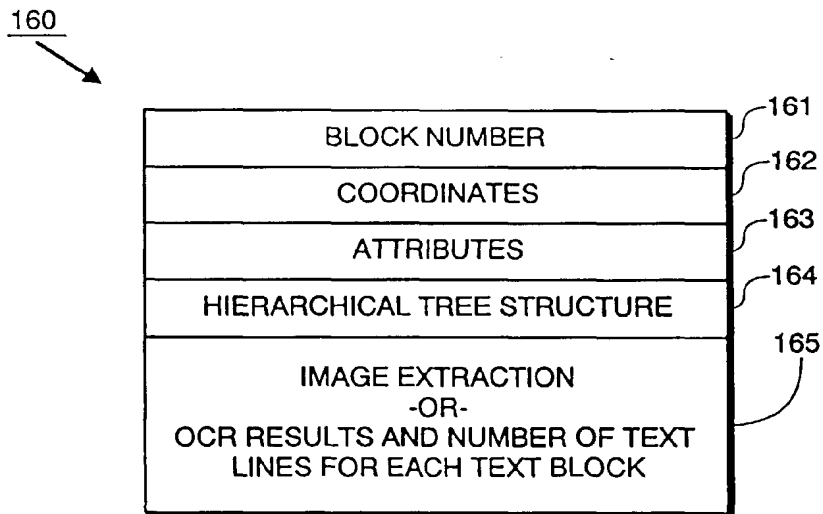 160
BLOCK NUMBER
161
COORDINATES
162
ATTRIBUTES
163
HIERARCHICAL TREE STRUCTURE
164
IMAGE EXTRACTION
-OR-
OCR RESULTS AND NUMBER OF TEXT
LINES FOR EACH TEXT BLOCK
165